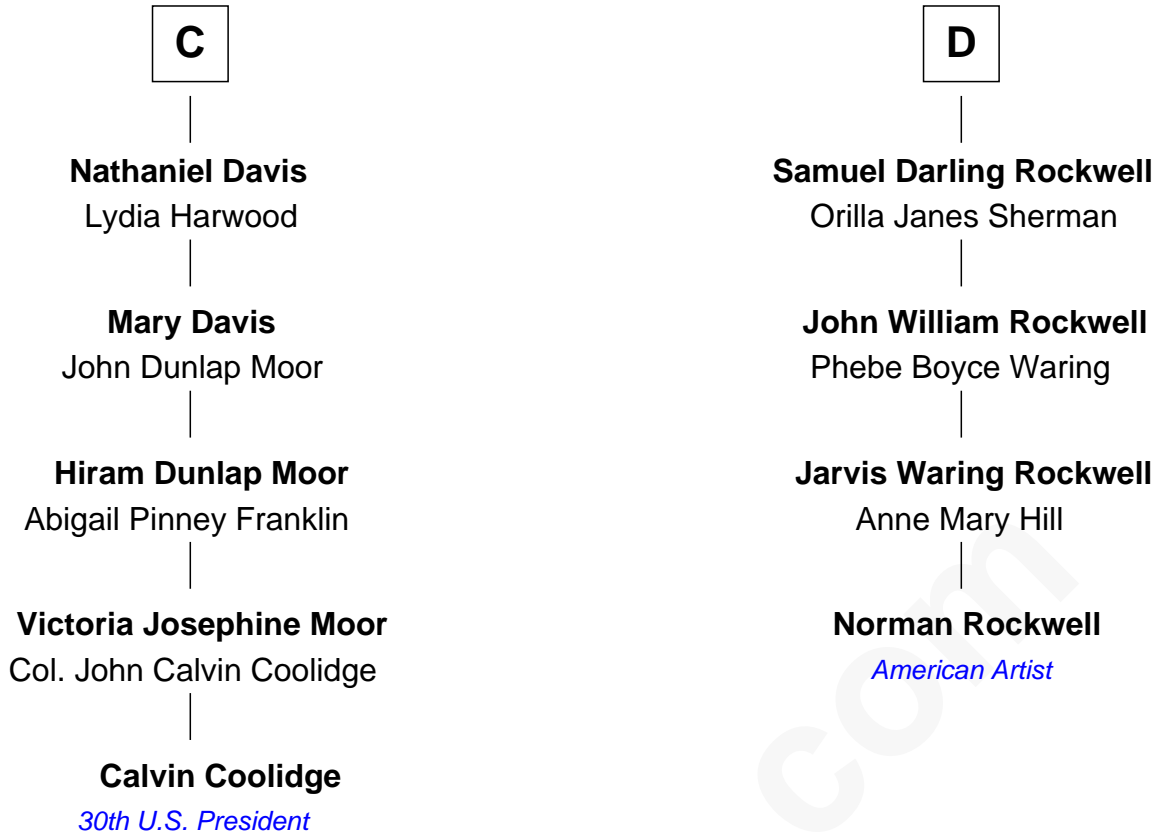 C
Nathaniel Davis
Lydia Harwood
Mary Davis
John Dunlap Moor
Hiram Dunlap Moor
Abigail Pinney Franklin
Victoria Josephine Moor
Col. John Calvin Coolidge
Calvin Coolidge
30th U.S. President
D
Samuel Darling Rockwell
Orilla Janes Sherman
John William Rockwell
Phebe Boyce Waring
Jarvis Waring Rockwell
Anne Mary Hill
Norman Rockwell
American Artist
com